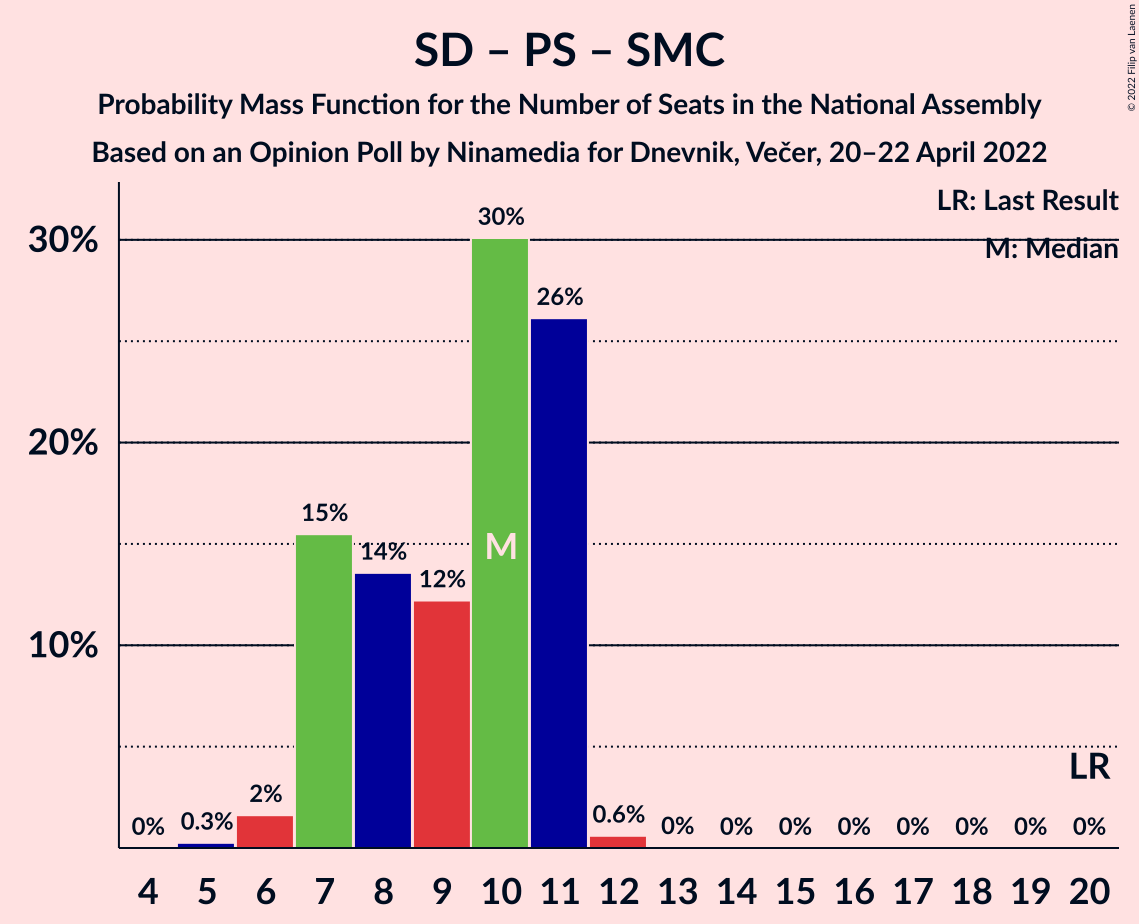 SD – PS – SMC
Probability Mass Function for the Number of Seats in the National Assembly
Based on an Opinion Poll by Ninamedia for Dnevnik, Večer, 20–22 April 2022
© 2022 Filip van Laenen
LR: Last Result
M: Median
30%
20%
10%
0%
0.3%
2%
15%
14%
12%
30%
26%
0.6%
0%
0%
0%
0%
0%
0%
0%
0%
M
LR
4 5 6 7 8 9 10 11 12 13 14 15 16 17 18 19 20